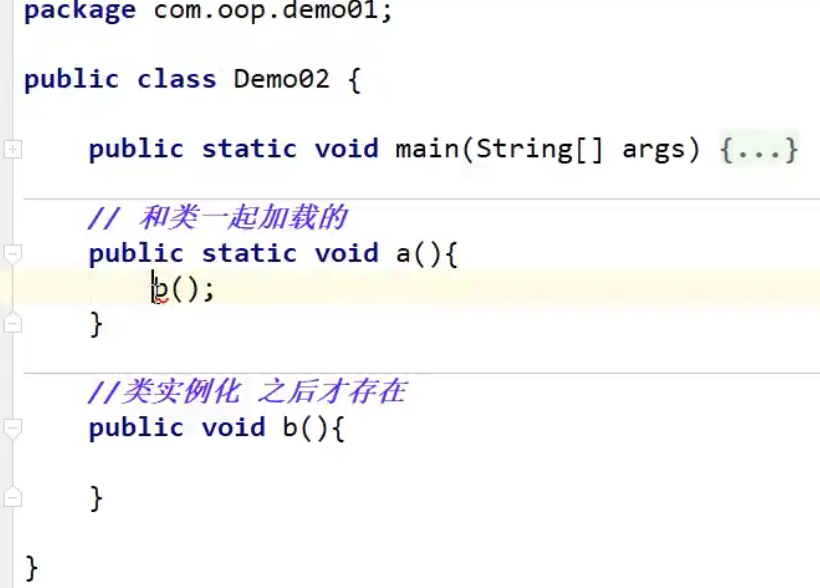 package com.oop.demo01;
public class Demo02 {
public static void main(String[] args) {...}
// 和类一起加载的
public static void a(){
b();
}
//类实例化 之后才存在
public void b(){
}
}